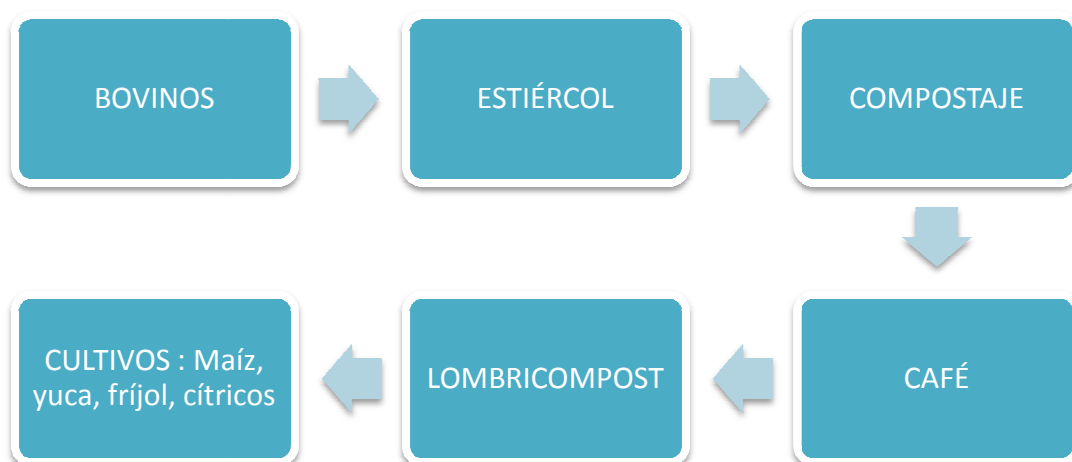 BOVINOS
ESTIÉRCOL
COMPOSTAJE
CAFÉ
LOMBRICOMPOST
CULTIVOS : Maíz,
yuca, fríjol, cítricos